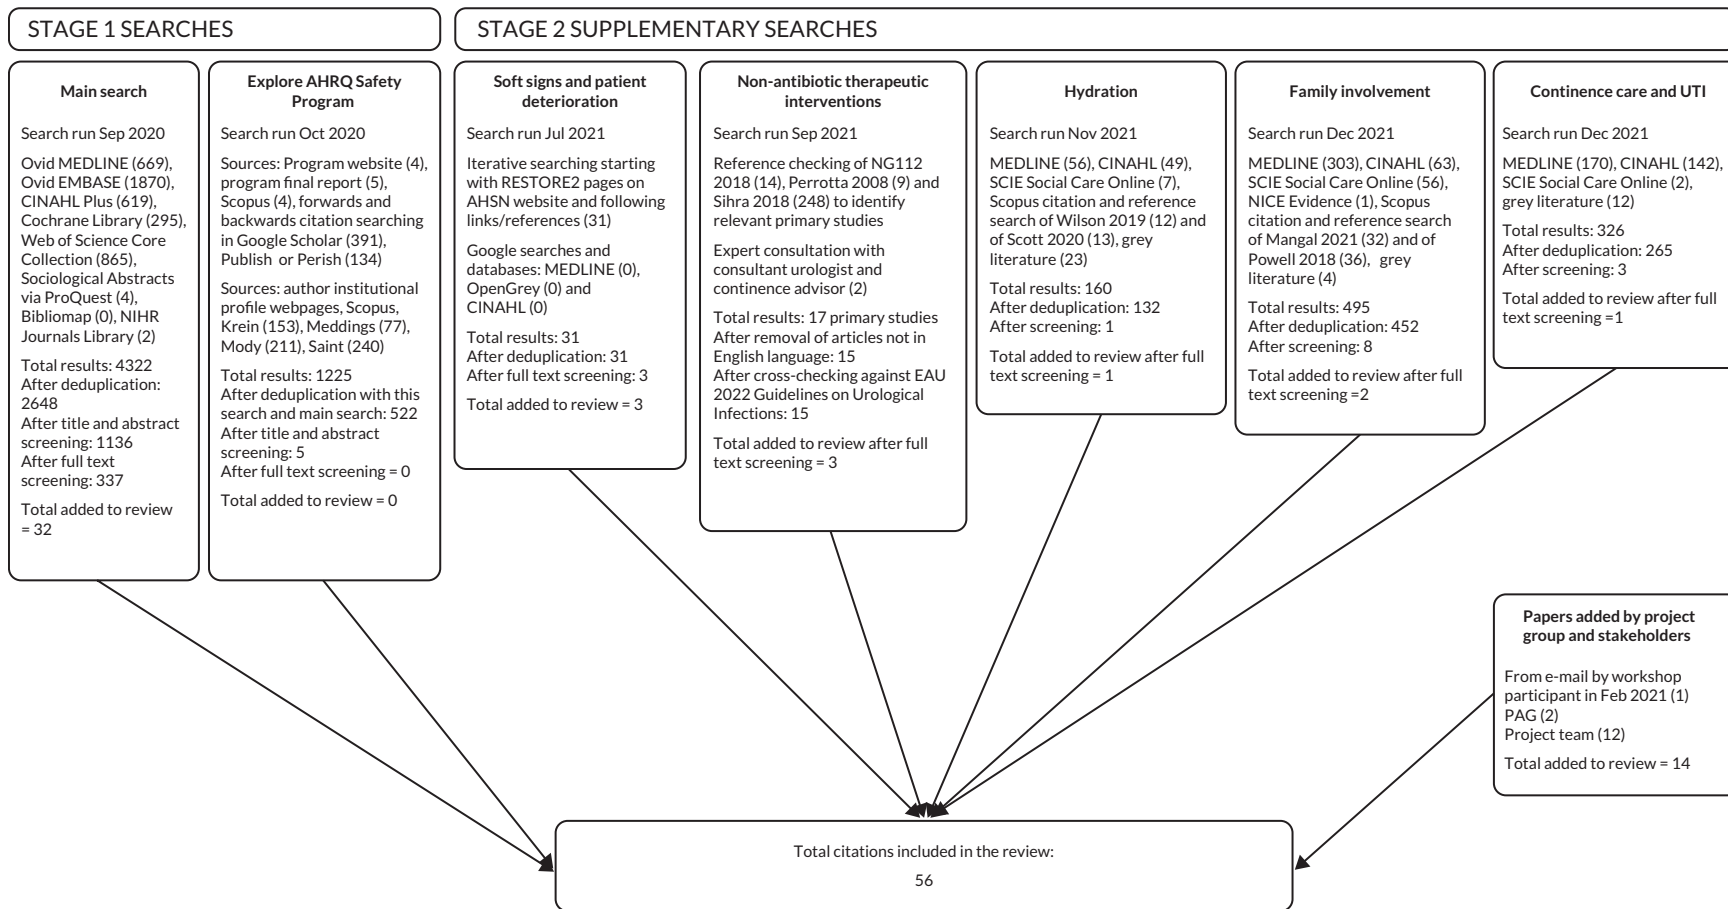 STAGE 1 SEARCHES
STAGE 2 SUPPLEMENTARY SEARCHES
Main search
Search run Sep 2020
Ovid MEDLINE (669),
Ovid EMBASE (1870),
CINAHL Plus (619),
Cochrane Library (295),
Web of Science Core
Collection (865),
Sociological Abstracts
via ProQuest (4),
Bibliomap (0), NIHR
Journals Library (2)
Total results: 4322
After deduplication:
2648
After title and abstract
screening: 1136
After full text
screening: 337
Total added to review
= 32
Explore AHRQ Safety
Program
Search run Oct 2020
Sources: Program website (4),
program final report (5),
Scopus (4), forwards and
backwards citation searching
in Google Scholar (391),
Publish or Perish (134)
Sources: author institutional
profile webpages, Scopus,
Krein (153), Meddings (77),
Mody (211), Saint (240)
Total results: 1225
After deduplication with this
search and main search: 522
After title and abstract
screening: 5
After full text screening = 0
Total added to review = 0
Soft signs and patient
deterioration
Search run Jul 2021
Iterative searching starting
with RESTORE2 pages on
AHSN website and following
links/references (31)
Google searches and
databases: MEDLINE (0),
OpenGrey (0) and
CINAHL (0)
Total results: 31
After deduplication: 31
After full text screening: 3
Total added to review = 3
Non-antibiotic therapeutic
interventions
Search run Sep 2021
Reference checking of NG112
2018 (14), Perrotta 2008 (9) and
Sihra 2018 (248) to identify
relevant primary studies
Expert consultation with
consultant urologist and
continence advisor (2)
Total results: 17 primary studies
After removal of articles not in
English language: 15
After cross-checking against EAU
2022 Guidelines on Urological
Infections: 15
Total added to review after full
text screening = 3
Hydration
Search run Nov 2021
MEDLINE (56), CINAHL (49),
SCIE Social Care Online (7),
Scopus citation and reference
search of Wilson 2019 (12) and
of Scott 2020 (13), grey
literature (23)
Total results: 160
After deduplication: 132
After screening: 1
Total added to review after full
text screening = 1
Family involvement
Search run Dec 2021
MEDLINE (303), CINAHL (63),
SCIE Social Care Online (56),
NICE Evidence (1), Scopus
citation and reference search
of Mangal 2021 (32) and of
Powell 2018 (36), grey
literature (4)
Total results: 495
After deduplication: 452
After screening: 8
Total added to review after full
text screening =2
Continence care and UTI
Search run Dec 2021
MEDLINE (170), CINAHL (142),
SCIE Social Care Online (2),
grey literature (12)
Total results: 326
After deduplication: 265
After screening: 3
Total added to review after full
text screening =1
Papers added by project
group and stakeholders
From e-mail by workshop
participant in Feb 2021 (1)
PAG (2)
Project team (12)
Total added to review = 14
Total citations included in the review:
56